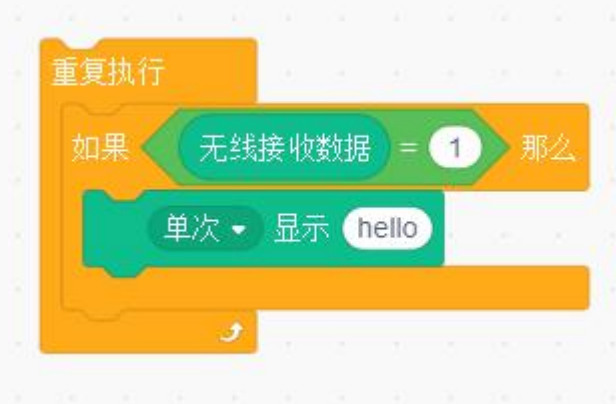 重复执行
如果 无线接收数据 = 1 那么
单次 显示 hello